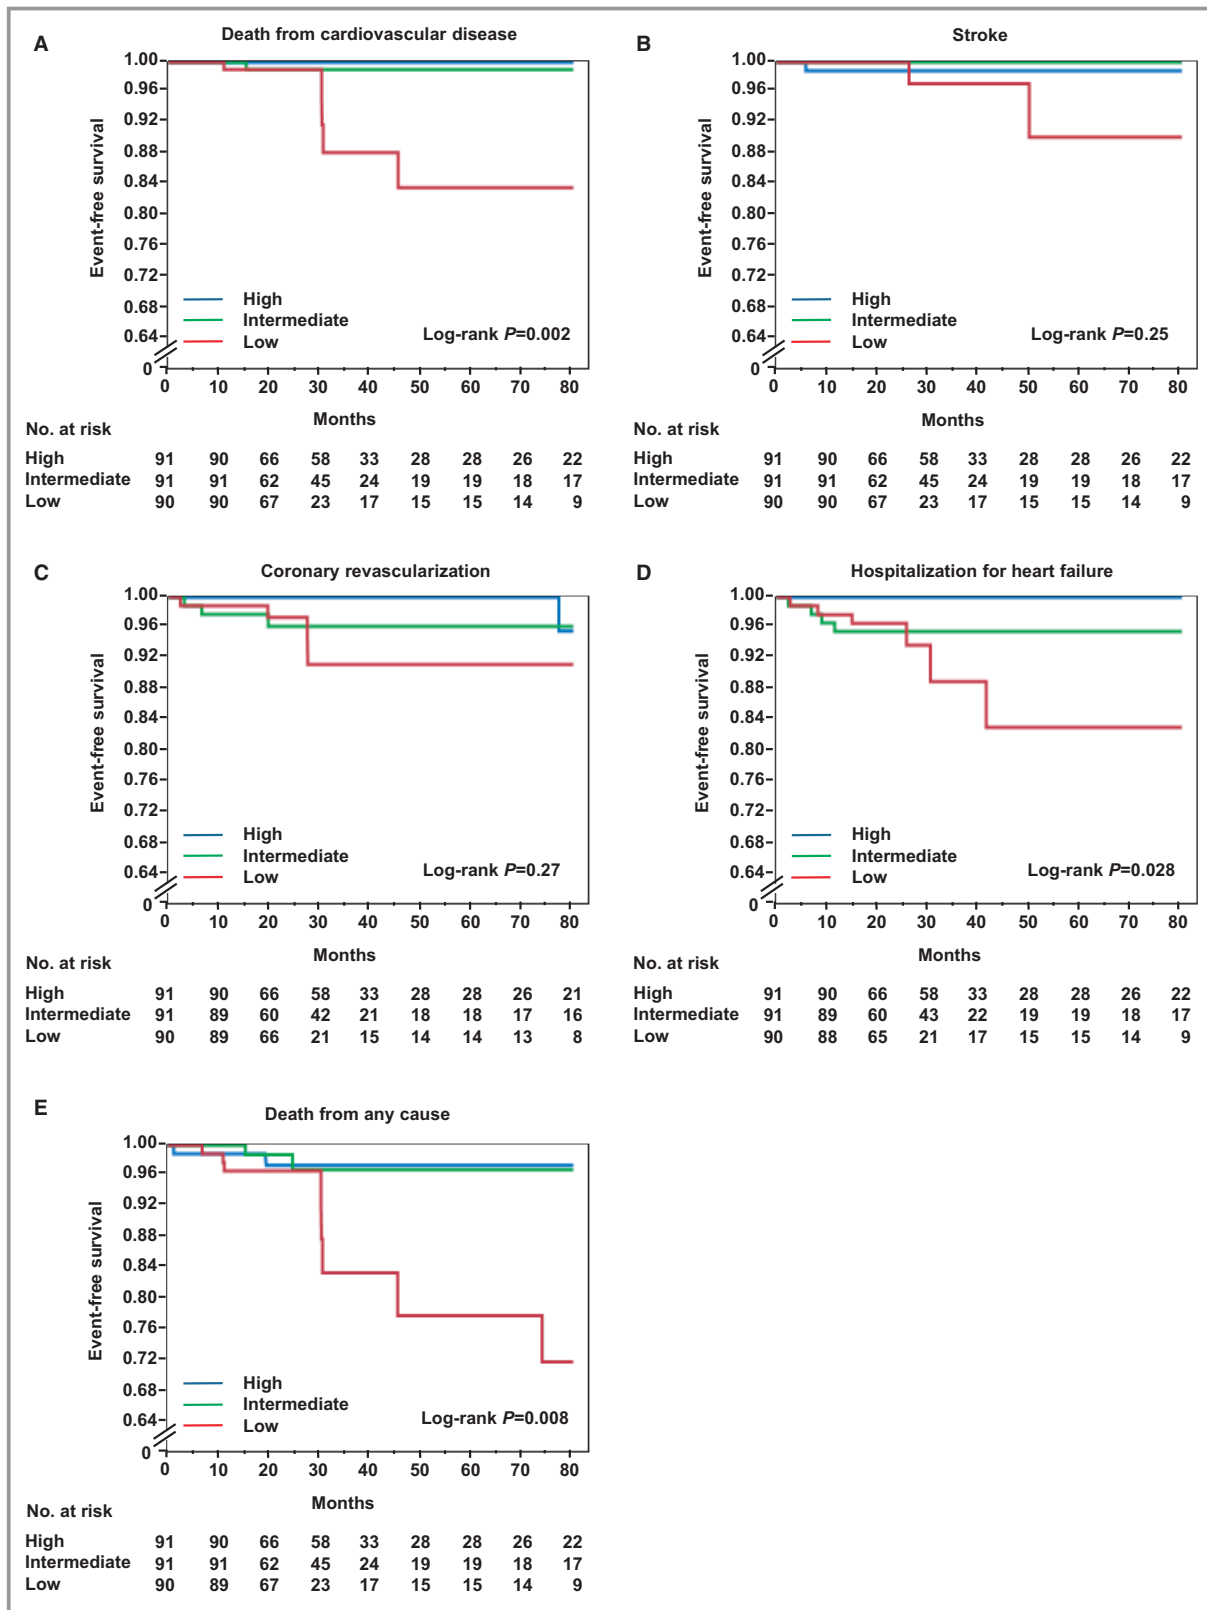 A Death from cardiovascular disease
1.00
0.96
0.92
0.88
0.84
0.80
0.76
0.72
0.68
0.64
0
Event-free survival
High
Intermediate
Low
Log-rank P=0.002
0 10 20 30 40 50 60 70 80
Months
No. at risk
High 91 90 66 58 33 28 28 26 22
Intermediate 91 91 62 45 24 19 19 18 17
Low 90 90 67 23 17 15 15 14 9
B Stroke
1.00
0.96
0.92
0.88
0.84
0.80
0.76
0.72
0.68
0.64
0
Event-free survival
High
Intermediate
Low
Log-rank P=0.25
0 10 20 30 40 50 60 70 80
Months
No. at risk
High 91 90 66 58 33 28 28 26 22
Intermediate 91 91 62 45 24 19 19 18 17
Low 90 90 67 23 17 15 15 14 9
C Coronary revascularization
1.00
0.96
0.92
0.88
0.84
0.80
0.76
0.72
0.68
0.64
0
Event-free survival
High
Intermediate
Low
Log-rank P=0.27
0 10 20 30 40 50 60 70 80
Months
No. at risk
High 91 90 66 58 33 28 28 26 21
Intermediate 91 89 60 42 21 18 18 17 16
Low 90 89 66 21 15 14 14 13 8
D Hospitalization for heart failure
1.00
0.96
0.92
0.88
0.84
0.80
0.76
0.72
0.68
0.64
0
Event-free survival
High
Intermediate
Low
Log-rank P=0.028
0 10 20 30 40 50 60 70 80
Months
No. at risk
High 91 90 66 58 33 28 28 26 22
Intermediate 91 89 60 43 22 19 19 18 17
Low 90 88 65 21 17 15 15 14 9
E Death from any cause
1.00
0.96
0.92
0.88
0.84
0.80
0.76
0.72
0.68
0.64
0
Event-free survival
High
Intermediate
Low
Log-rank P=0.008
0 10 20 30 40 50 60 70 80
Months
No. at risk
High 91 90 66 58 33 28 28 26 22
Intermediate 91 91 62 45 24 19 19 18 17
Low 90 89 67 23 17 15 15 14 9